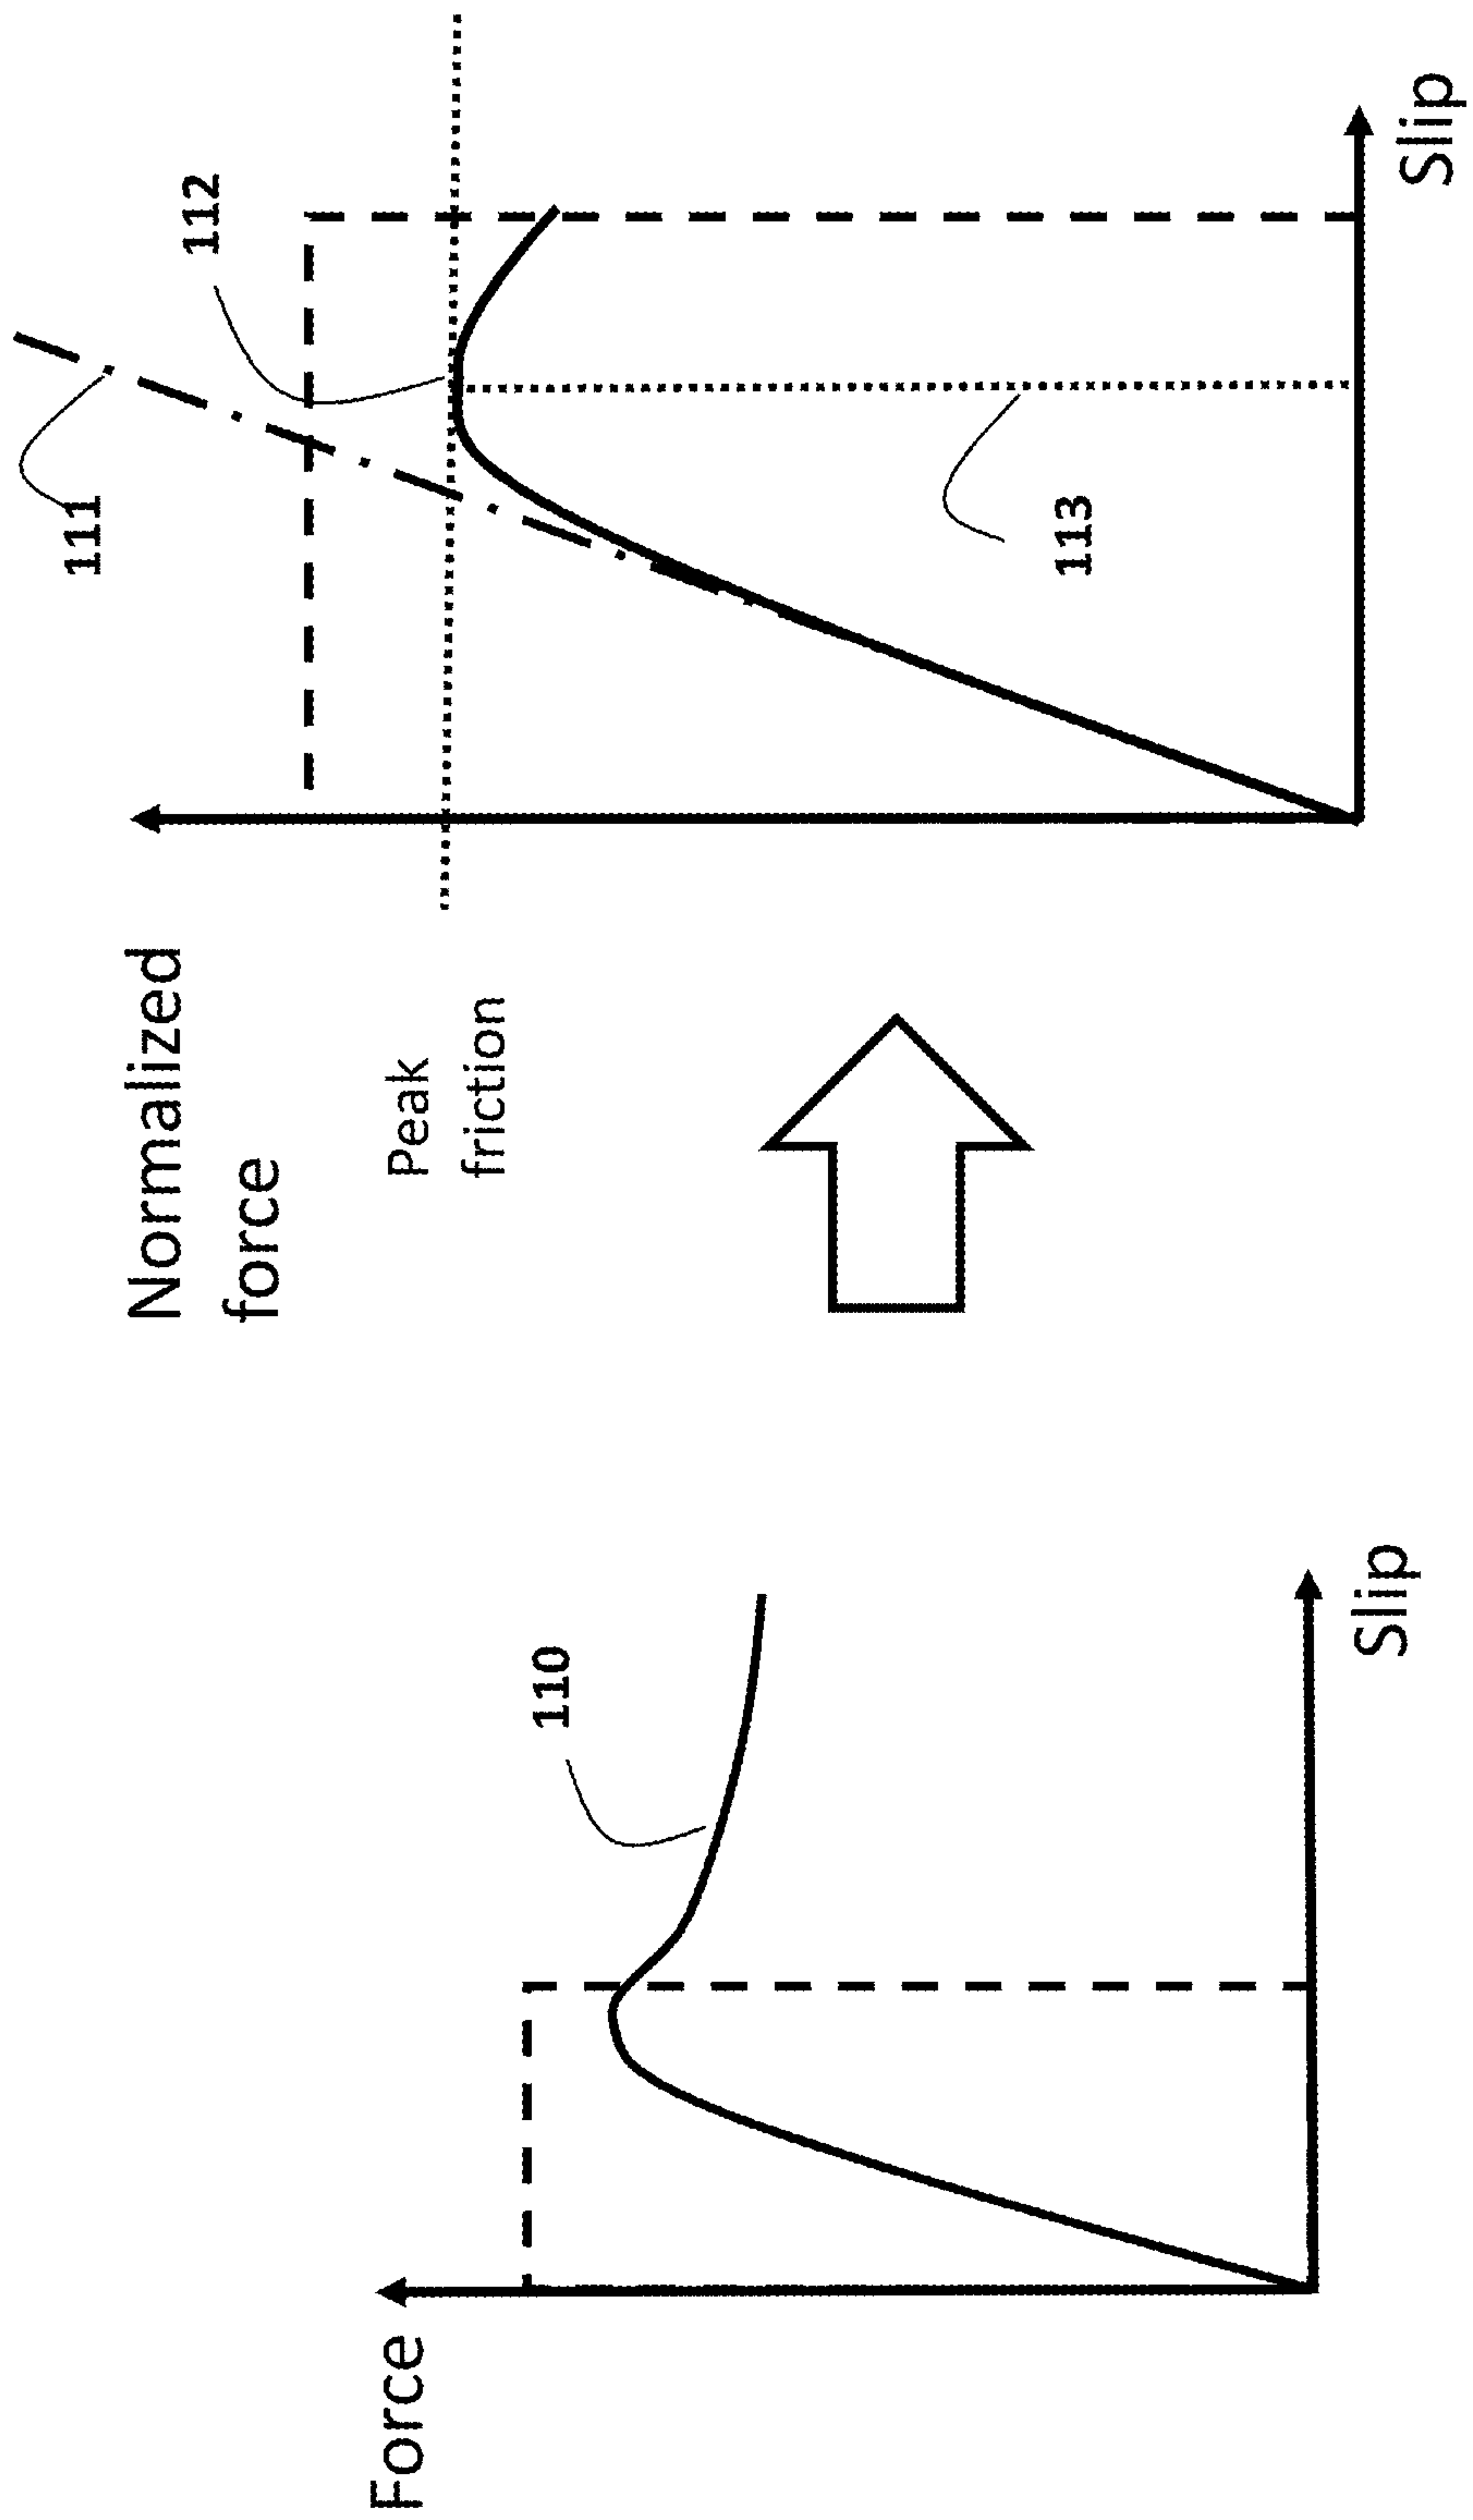 Force
110
Slip
Normalized
force
Peak
friction
111
112
113
Slip